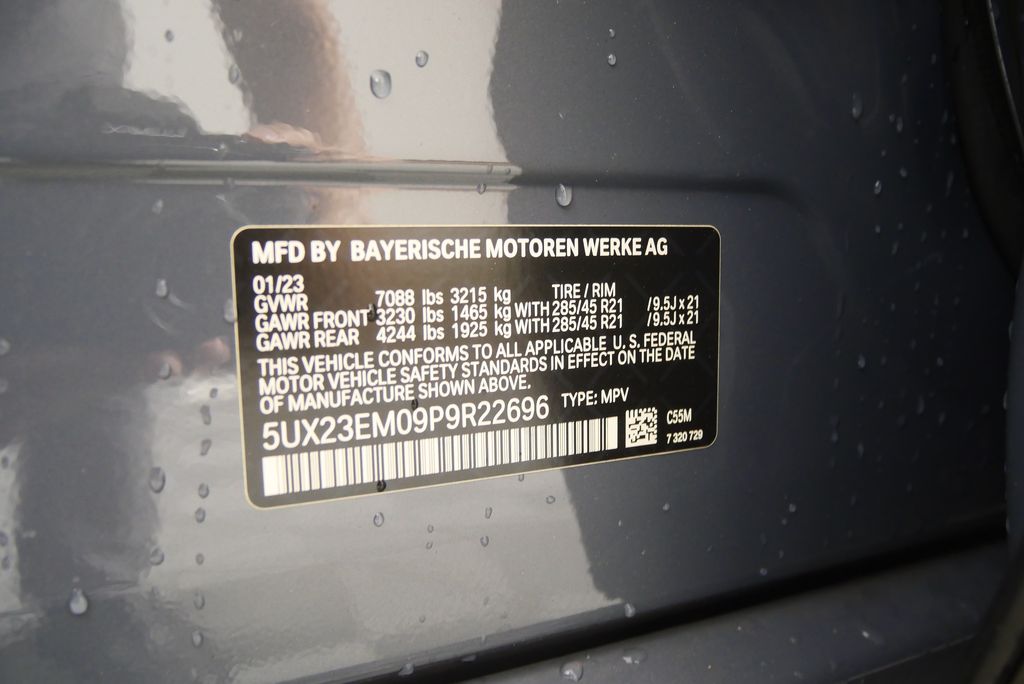 MFD BY BAYERISCHE MOTOREN WERKE AG
01/23
GVWR 7088 lbs 3215 kg TIRE / RIM
GAWR FRONT 3230 lbs 1465 kg WITH 285/45 R21 /9.5J x 21
GAWR REAR 4244 lbs 1925 kg WITH 285/45 R21 /9.5J x 21
THIS VEHICLE CONFORMS TO ALL APPLICABLE U.S. FEDERAL
MOTOR VEHICLE SAFETY STANDARDS IN EFFECT ON THE DATE
OF MANUFACTURE SHOWN ABOVE.
5UX23EM09P9R22696 TYPE: MPV
C55M
7 320 729